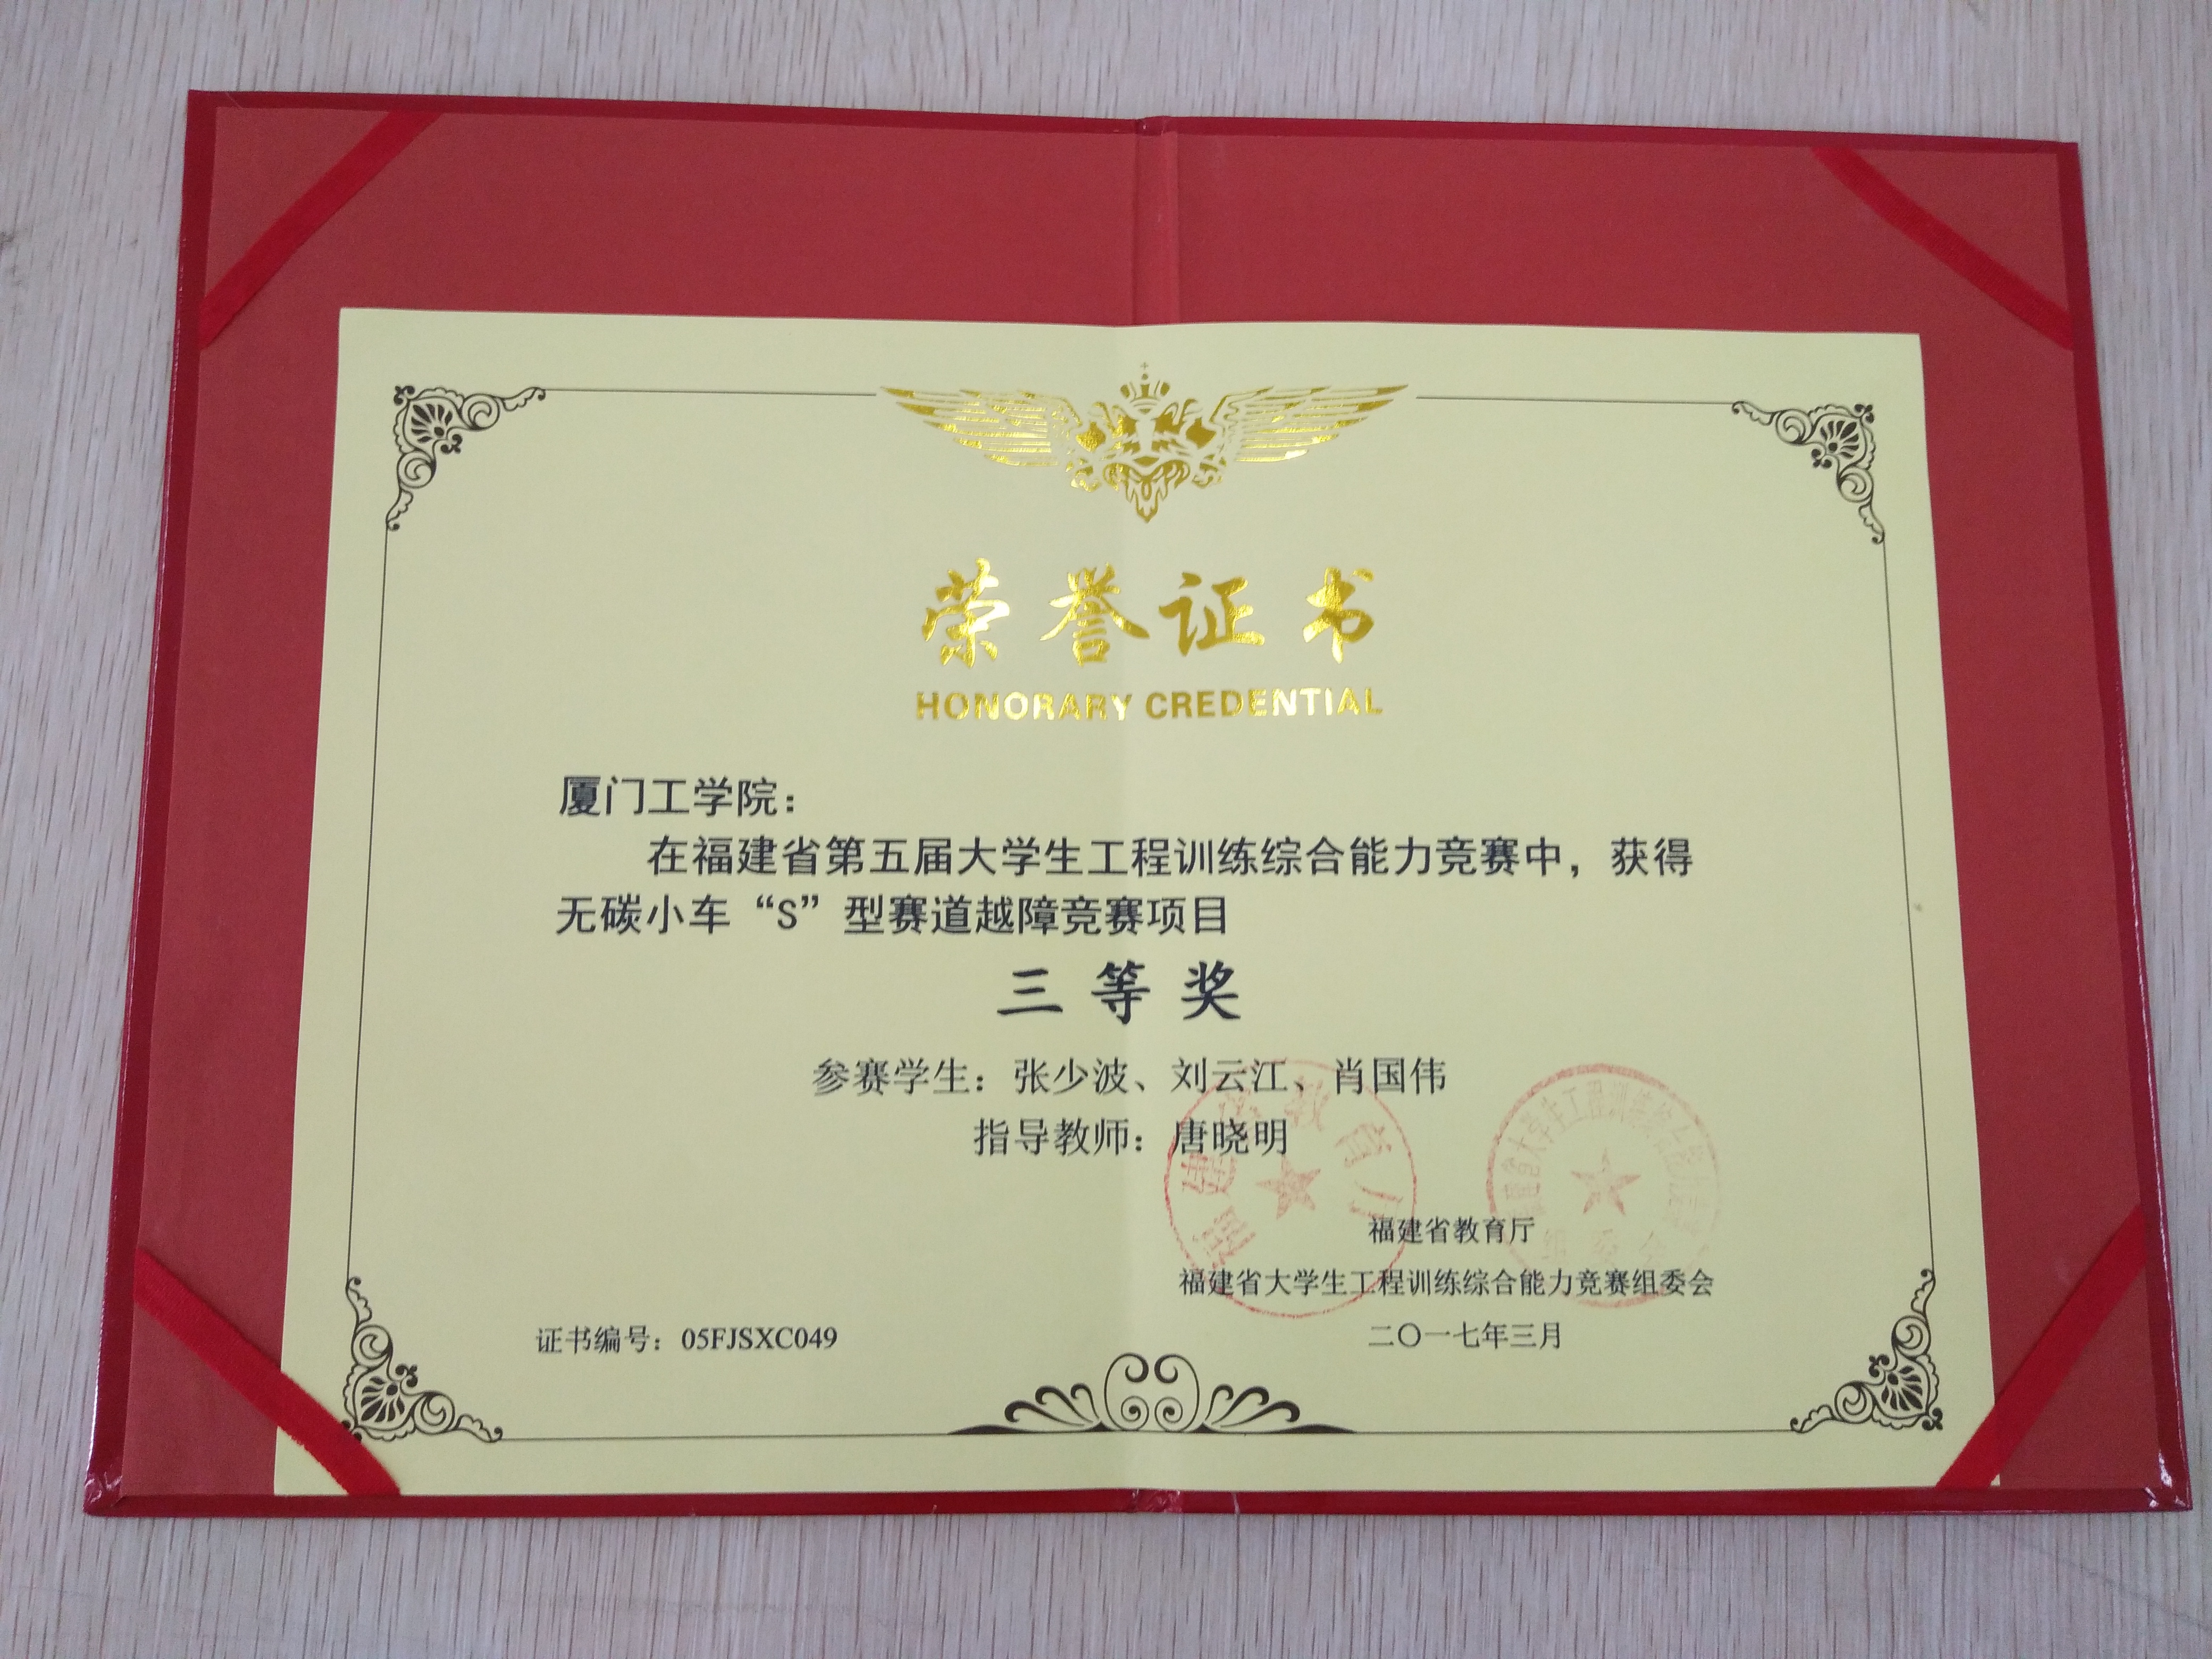 荣誉证书
HONORARY CREDENTIAL
厦门工学院：
在福建省第五届大学生工程训练综合能力竞赛中，获得
无碳小车“S”型赛道越障竞赛项目
三等奖
参赛学生：张少波、刘云江、肖国伟
指导教师：唐晓明
福建省教育厅
福建省大学生工程训练综合能力竞赛组委会
证书编号：05FJSXC049
二〇一七年三月